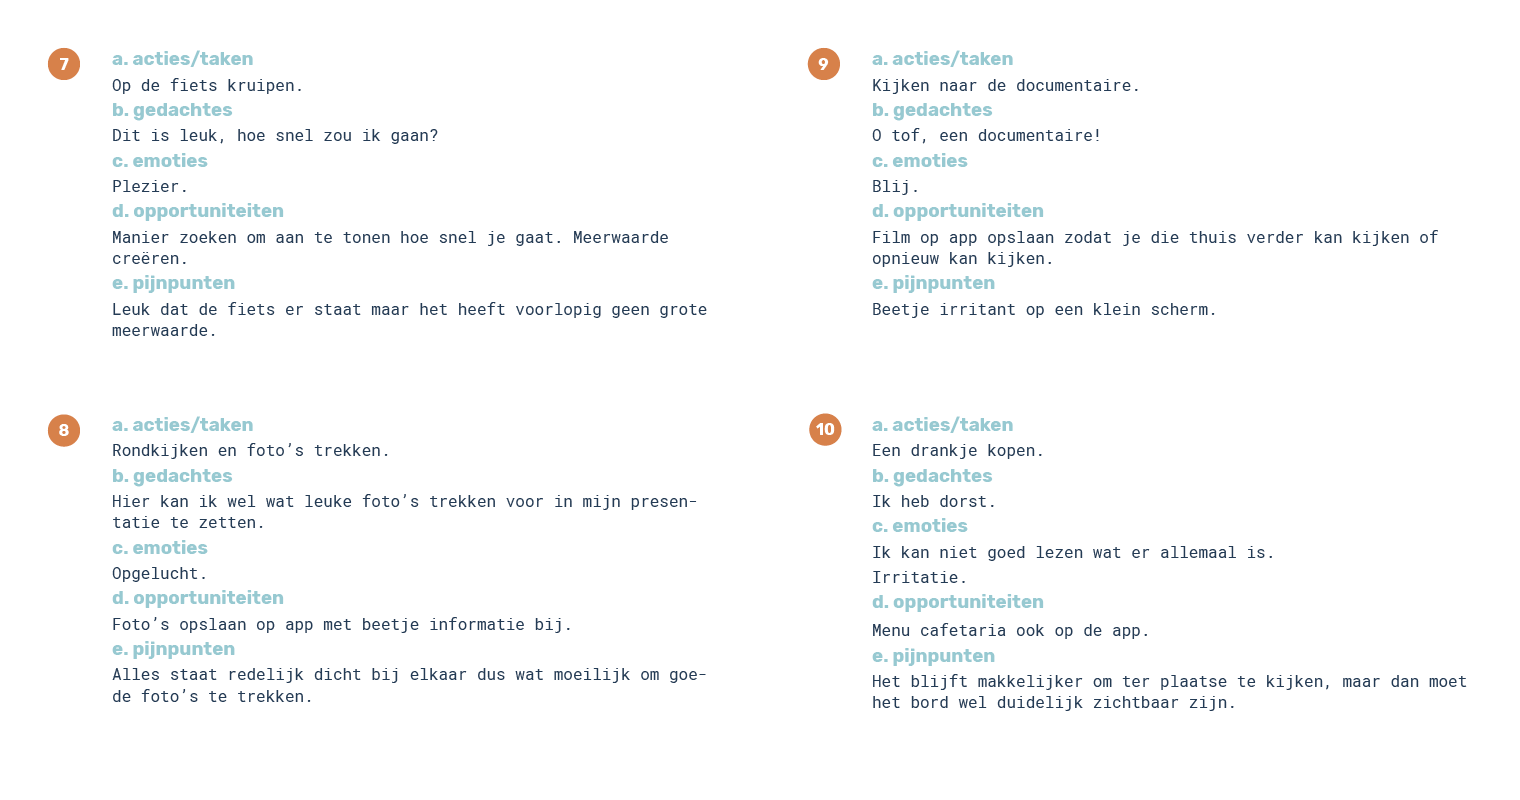 7
a. acties/taken
Op de fiets kruipen.
b. gedachtes
Dit is leuk, hoe snel zou ik gaan?
c. emoties
Plezier.
d. opportuniteiten
Manier zoeken om aan te tonen hoe snel je gaat. Meerwaarde
creëren.
e. pijnpunten
Leuk dat de fiets er staat maar het heeft voorlopig geen grote
meerwaarde.
8
a. acties/taken
Rondkijken en foto’s trekken.
b. gedachtes
Hier kan ik wel wat leuke foto’s trekken voor in mijn presen-
tatie te zetten.
c. emoties
Opgelucht.
d. opportuniteiten
Foto’s opslaan op app met beetje informatie bij.
e. pijnpunten
Alles staat redelijk dicht bij elkaar dus wat moeilijk om goe-
de foto’s te trekken.
9
a. acties/taken
Kijken naar de documentaire.
b. gedachtes
O tof, een documentaire!
c. emoties
Blij.
d. opportuniteiten
Film op app opslaan zodat je die thuis verder kan kijken of
opnieuw kan kijken.
e. pijnpunten
Beetje irritant op een klein scherm.
10
a. acties/taken
Een drankje kopen.
b. gedachtes
Ik heb dorst.
c. emoties
Ik kan niet goed lezen wat er allemaal is.
Irritatie.
d. opportuniteiten
Menu cafetaria ook op de app.
e. pijnpunten
Het blijft makkelijker om ter plaatse te kijken, maar dan moet
het bord wel duidelijk zichtbaar zijn.